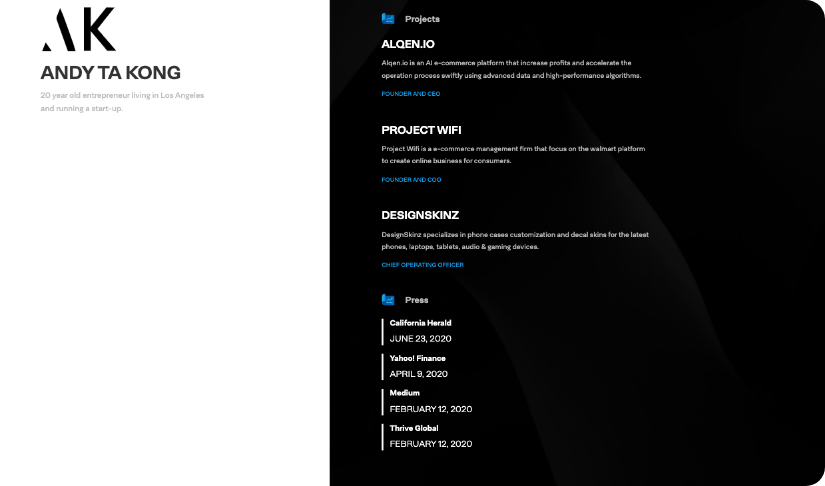 AK
ANDY TA KONG
20 year old entrepreneur living in Los Angeles
and running a start-up.
Projects
ALQEN.IO
Alqen.io is an AI e-commerce platform that increase profits and accelerate the
operation process swiftly using advanced data and high-performance algorithms.
FOUNDER AND CEO
PROJECT WIFI
Project Wifi is a e-commerce management firm that focus on the walmart platform
to create online business for consumers.
FOUNDER AND COO
DESIGNSKINZ
DesignSkinz specializes in phone cases customization and decal skins for the latest
phones, laptops, tablets, audio & gaming devices.
CHIEF OPERATING OFFICER
Press
California Herald
JUNE 23, 2020
Yahoo! Finance
APRIL 9, 2020
Medium
FEBRUARY 12, 2020
Thrive Global
FEBRUARY 12, 2020